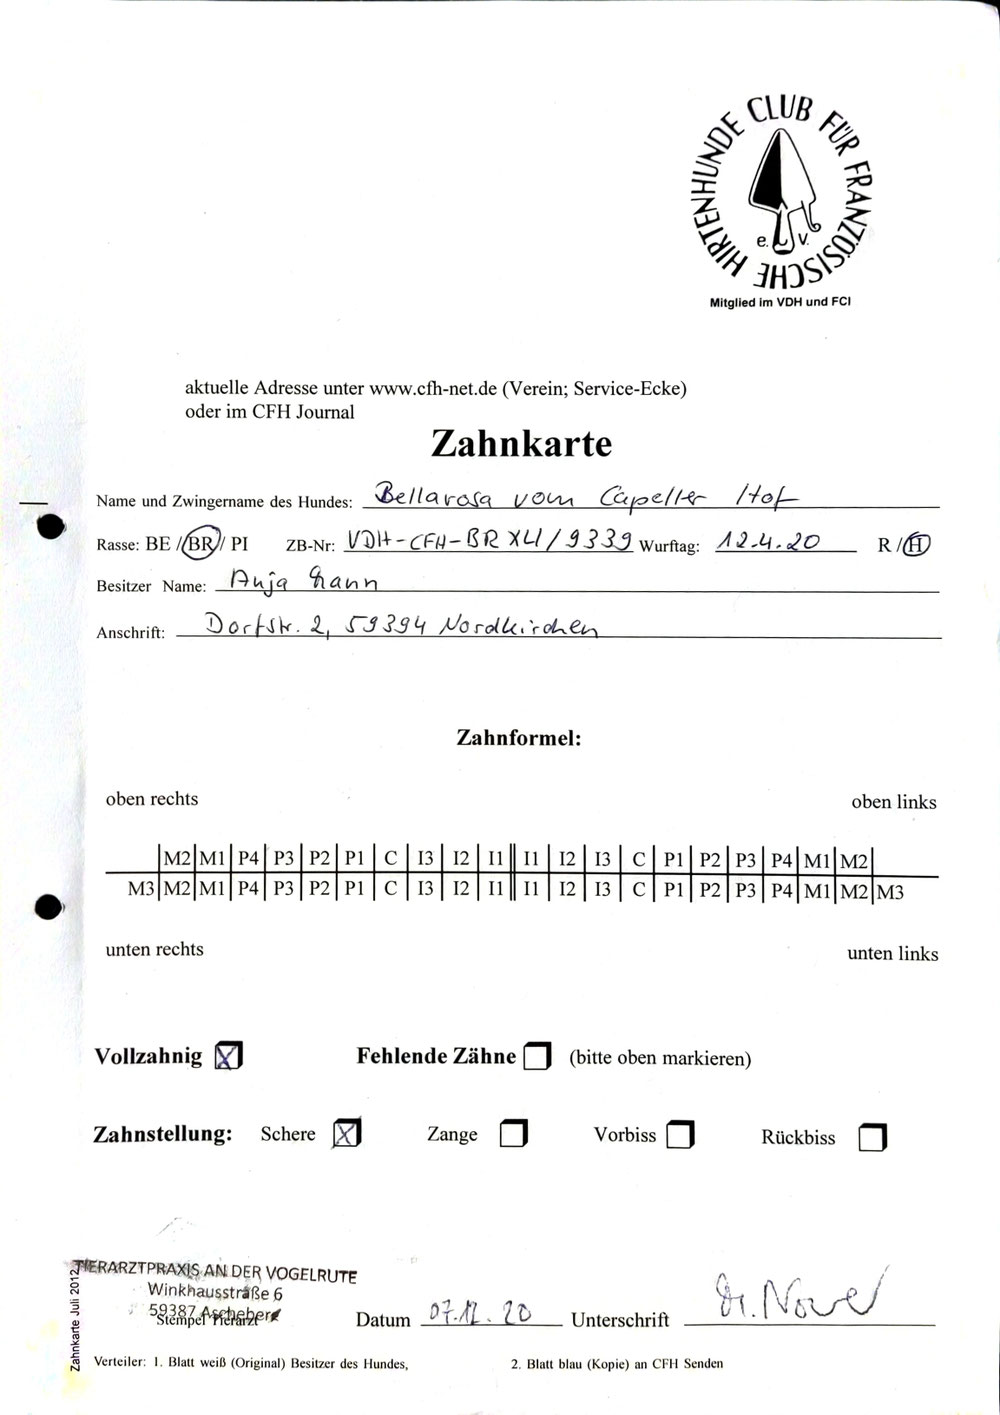 CLUB FÜR FRANZÖSISCHE HIRTENHUNDE
e. V.
Mitglied im VDH und FCI
aktuelle Adresse unter www.cfh-net.de (Verein; Service-Ecke)
oder im CFH Journal
Zahnkarte
Name und Zwingername des Hundes: Bellarosa vom Capeller Hof
Rasse: BE / BR / PI ZB-Nr: VDH-CFH-BR XLI/9339 Wurftag: 12.4.20 R / H
Besitzer Name: Anja
Anschrift: Dorfstr. 2, 59394 Nordkirchen
Zahnformel:
oben rechts oben links
M2 M1 P4 P3 P2 P1 C I3 I2 I1 I1 I2 I3 C P1 P2 P3 P4 M1 M2
M3 M2 M1 P4 P3 P2 P1 C I3 I2 I1 I1 I2 I3 C P1 P2 P3 P4 M1 M2 M3
unten rechts unten links
Vollzahnig X Fehlende Zähne (bitte oben markieren)
Zahnstellung: Schere X Zange Vorbiss Rückbiss
TIERARZTPRAXIS AN DER VOGELRUTE
Winkhausstraße 6
59387 Ascheberg
Stempel Tierarzt Datum 07.12.20 Unterschrift Dr.
Verteiler: 1. Blatt weiß (Original) Besitzer des Hundes, 2. Blatt blau (Kopie) an CFH Senden
Zahnkarte Juli 2012